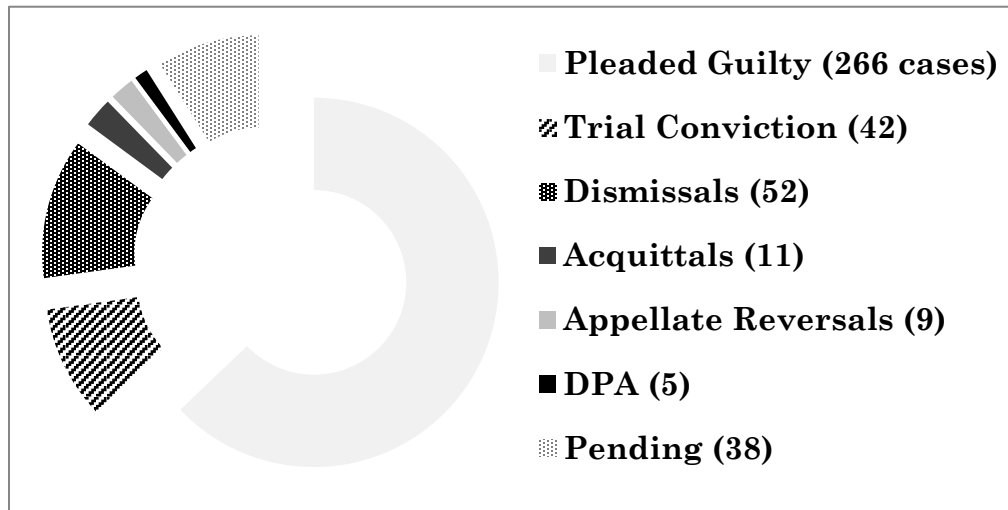 Pleaded Guilty (266 cases)
Trial Conviction (42)
Dismissals (52)
Acquittals (11)
Appellate Reversals (9)
DPA (5)
Pending (38)